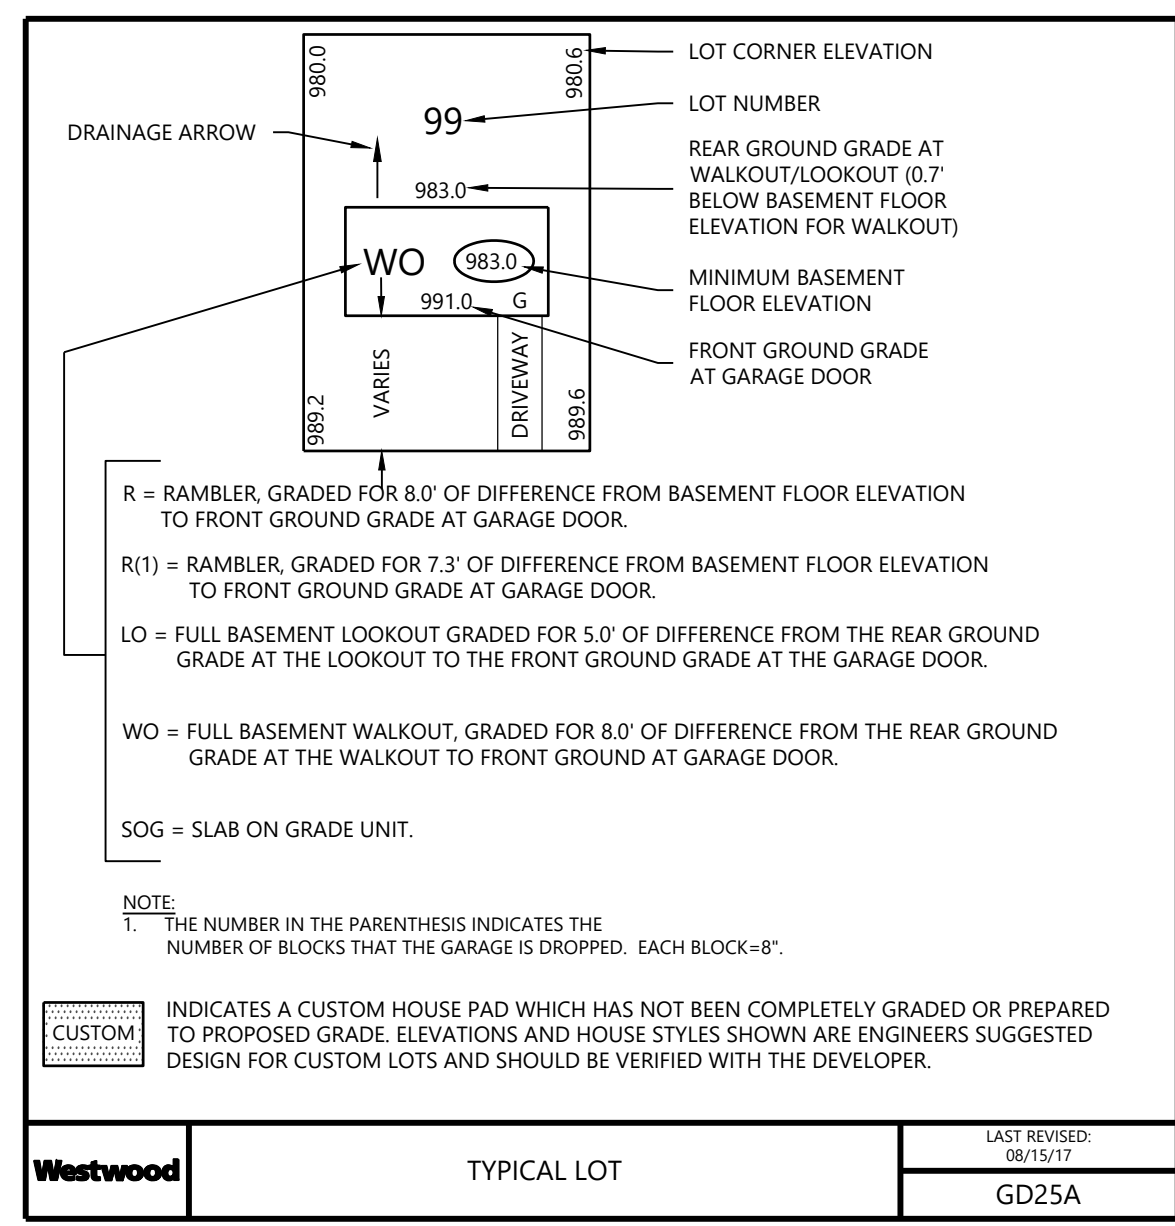 980.0
980.6
LOT CORNER ELEVATION
99
LOT NUMBER
DRAINAGE ARROW
REAR GROUND GRADE AT
WALKOUT/LOOKOUT (0.7'
BELOW BASEMENT FLOOR
ELEVATION FOR WALKOUT)
983.0
WO
983.0
MINIMUM BASEMENT
FLOOR ELEVATION
991.0
G
FRONT GROUND GRADE
AT GARAGE DOOR
VARIES
DRIVEWAY
989.2
989.6
R = RAMBLER, GRADED FOR 8.0' OF DIFFERENCE FROM BASEMENT FLOOR ELEVATION
TO FRONT GROUND GRADE AT GARAGE DOOR.
R(1) = RAMBLER, GRADED FOR 7.3' OF DIFFERENCE FROM BASEMENT FLOOR ELEVATION
TO FRONT GROUND GRADE AT GARAGE DOOR.
LO = FULL BASEMENT LOOKOUT GRADED FOR 5.0' OF DIFFERENCE FROM THE REAR GROUND
GRADE AT THE LOOKOUT TO THE FRONT GROUND GRADE AT THE GARAGE DOOR.
WO = FULL BASEMENT WALKOUT, GRADED FOR 8.0' OF DIFFERENCE FROM THE REAR GROUND
GRADE AT THE WALKOUT TO FRONT GROUND AT GARAGE DOOR.
SOG = SLAB ON GRADE UNIT.
NOTE:
1. THE NUMBER IN THE PARENTHESIS INDICATES THE
NUMBER OF BLOCKS THAT THE GARAGE IS DROPPED. EACH BLOCK=8".
CUSTOM
INDICATES A CUSTOM HOUSE PAD WHICH HAS NOT BEEN COMPLETELY GRADED OR PREPARED
TO PROPOSED GRADE. ELEVATIONS AND HOUSE STYLES SHOWN ARE ENGINEERS SUGGESTED
DESIGN FOR CUSTOM LOTS AND SHOULD BE VERIFIED WITH THE DEVELOPER.
Westwood
TYPICAL LOT
LAST REVISED:
08/15/17
GD25A